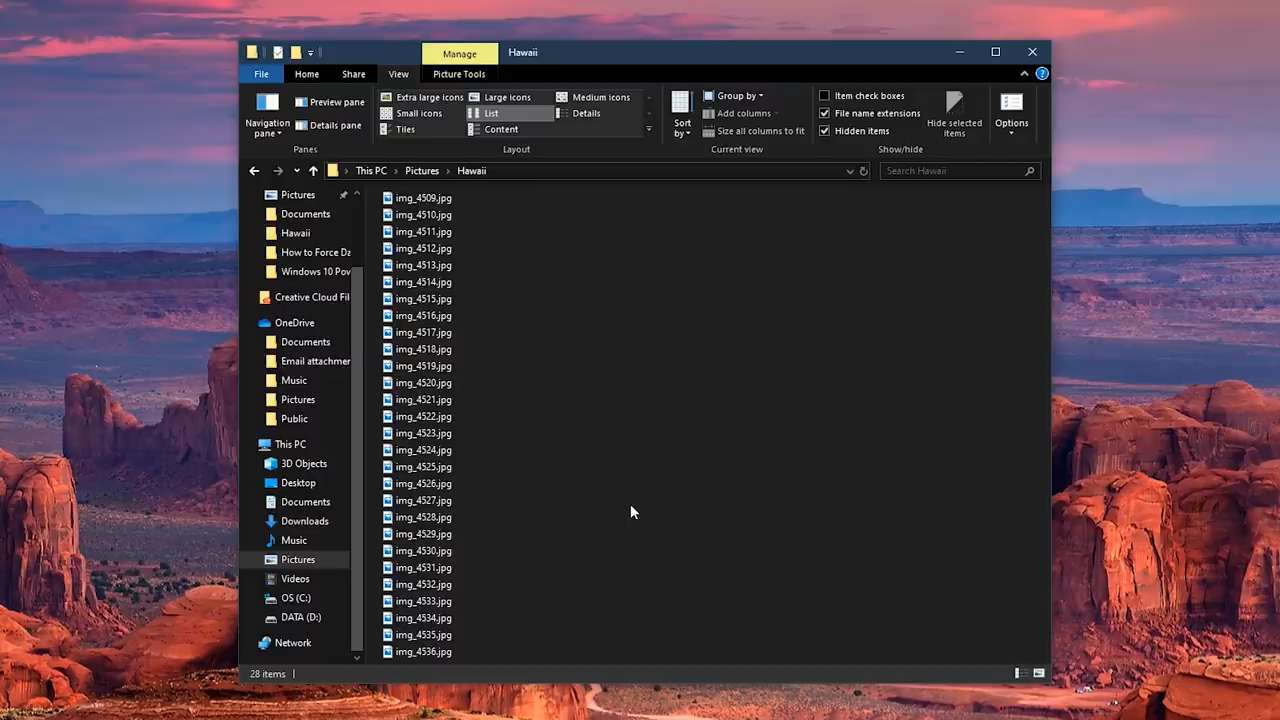 Manage
Hawaii
File
Home
Share
View
Picture Tools
Navigation
pane
Preview pane
Details pane
Panes
Extra large icons
Large icons
Medium icons
Small icons
List
Details
Tiles
Content
Layout
Sort
by
Group by
Add columns
Size all columns to fit
Current view
Item check boxes
File name extensions
Hidden items
Hide selected
items
Show/hide
Options
This PC
Pictures
Hawaii
Search Hawaii
Pictures
Documents
Hawaii
How to Force Da
Windows 10 Pov
Creative Cloud Fil
OneDrive
Documents
Email attachmer
Music
Pictures
Public
This PC
3D Objects
Desktop
Documents
Downloads
Music
Pictures
Videos
OS (C:)
DATA (D:)
Network
img_4509.jpg
img_4510.jpg
img_4511.jpg
img_4512.jpg
img_4513.jpg
img_4514.jpg
img_4515.jpg
img_4516.jpg
img_4517.jpg
img_4518.jpg
img_4519.jpg
img_4520.jpg
img_4521.jpg
img_4522.jpg
img_4523.jpg
img_4524.jpg
img_4525.jpg
img_4526.jpg
img_4527.jpg
img_4528.jpg
img_4529.jpg
img_4530.jpg
img_4531.jpg
img_4532.jpg
img_4533.jpg
img_4534.jpg
img_4535.jpg
img_4536.jpg
28 items